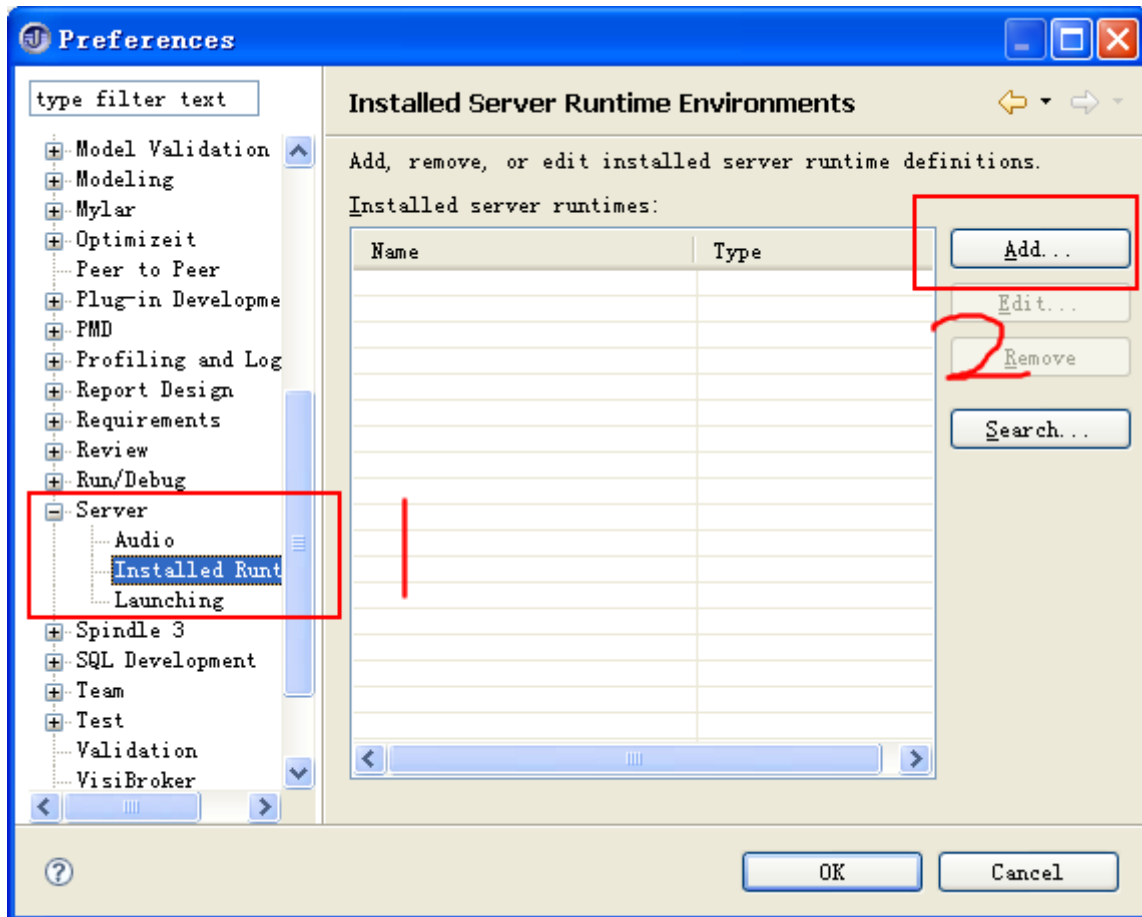 Preferences
type filter text
Model Validation
Modeling
Mylar
Optimizeit
Peer to Peer
Plug-in Developme
PMD
Profiling and Log
Report Design
Requirements
Review
Run/Debug
Server
Audio
Installed Runt
Launching
Spindle 3
SQL Development
Team
Test
Validation
VisiBroker
Installed Server Runtime Environments
Add, remove, or edit installed server runtime definitions.
Installed server runtimes:
Name Type
Add...
Edit...
Remove
Search...
1
2
OK Cancel